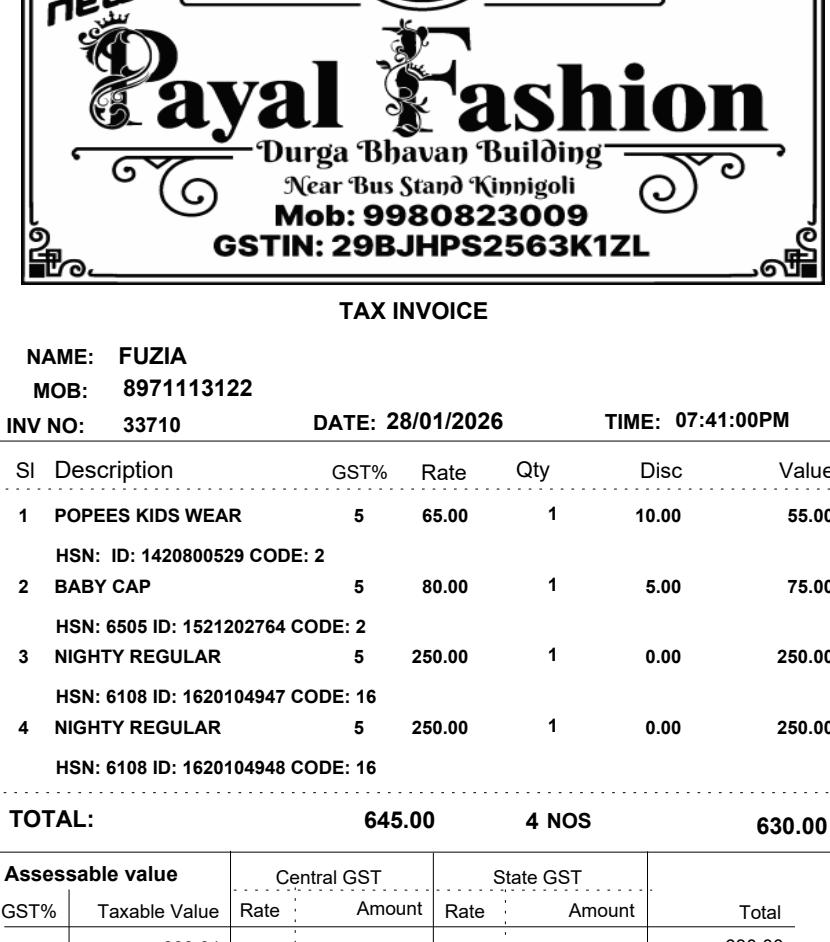 new
Payal Fashion
Durga Bhavan Building
Near Bus Stand Kinnigoli
Mob: 9980823009
GSTIN: 29BJHPS2563K1ZL
TAX INVOICE
NAME: FUZIA
MOB: 8971113122
INV NO: 33710 DATE: 28/01/2026 TIME: 07:41:00PM
Sl Description GST% Rate Qty Disc Value
1 POPEES KIDS WEAR 5 65.00 1 10.00 55.00
HSN: ID: 1420800529 CODE: 2
2 BABY CAP 5 80.00 1 5.00 75.00
HSN: 6505 ID: 1521202764 CODE: 2
3 NIGHTY REGULAR 5 250.00 1 0.00 250.00
HSN: 6108 ID: 1620104947 CODE: 16
4 NIGHTY REGULAR 5 250.00 1 0.00 250.00
HSN: 6108 ID: 1620104948 CODE: 16
TOTAL: 645.00 4 NOS 630.00
Assessable value Central GST State GST
GST% Taxable Value Rate Amount Rate Amount Total